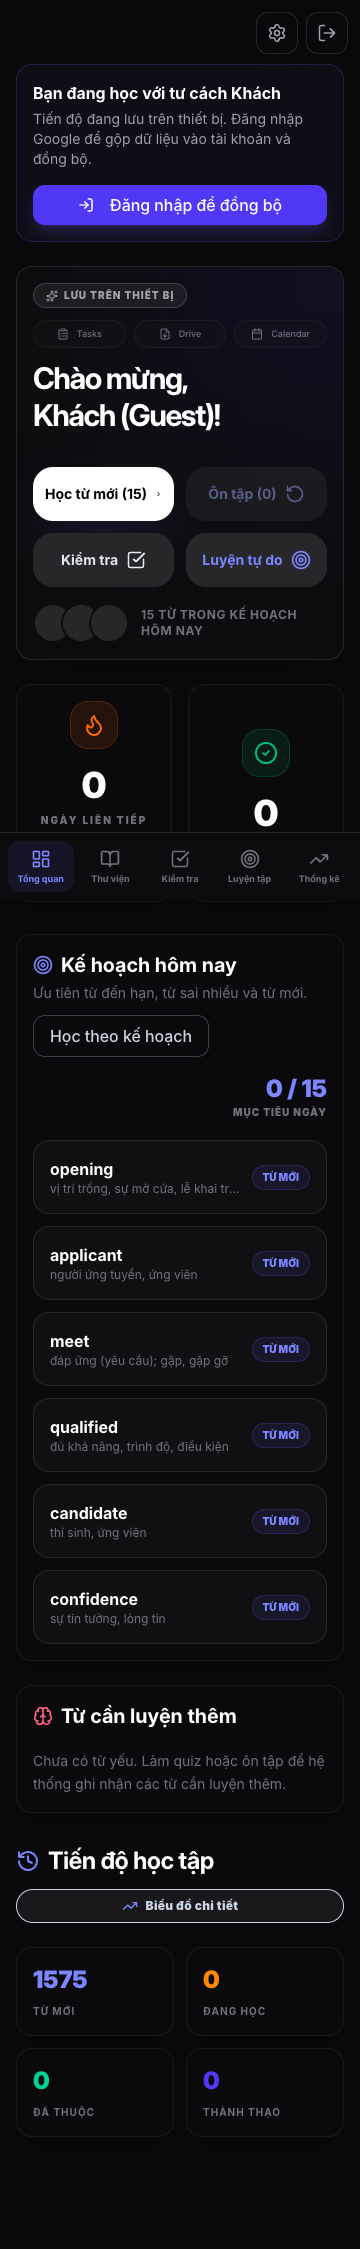 Bạn đang học với tư cách Khách
Tiến độ đang lưu trên thiết bị. Đăng nhập
Google để gộp dữ liệu vào tài khoản và
đồng bộ.
Đăng nhập để đồng bộ
LƯU TRÊN THIẾT BỊ
Tasks
Drive
Calendar
Chào mừng,
Khách (Guest)!
Học từ mới (15)
Ôn tập (0)
Kiểm tra
Luyện tự do
15 TỪ TRONG KẾ HOẠCH
HÔM NAY
0
NGÀY LIÊN TIẾP
0
Tổng quan
Thư viện
Kiểm tra
Luyện tập
Thống kê
Kế hoạch hôm nay
Ưu tiên từ đến hạn, từ sai nhiều và từ mới.
Học theo kế hoạch
0 / 15
MỤC TIÊU NGÀY
opening
vị trí trống, sự mở cửa, lễ khai tr...
TỪ MỚI
applicant
người ứng tuyển, ứng viên
TỪ MỚI
meet
đáp ứng (yêu cầu); gặp, gặp gỡ
TỪ MỚI
qualified
đủ khả năng, trình độ, điều kiện
TỪ MỚI
candidate
thí sinh, ứng viên
TỪ MỚI
confidence
sự tin tưởng, lòng tin
TỪ MỚI
Từ cần luyện thêm
Chưa có từ yếu. Làm quiz hoặc ôn tập để hệ
thống ghi nhận các từ cần luyện thêm.
Tiến độ học tập
Biểu đồ chi tiết
1575
TỪ MỚI
0
ĐANG HỌC
0
ĐÃ THUỘC
0
THÀNH THẠO